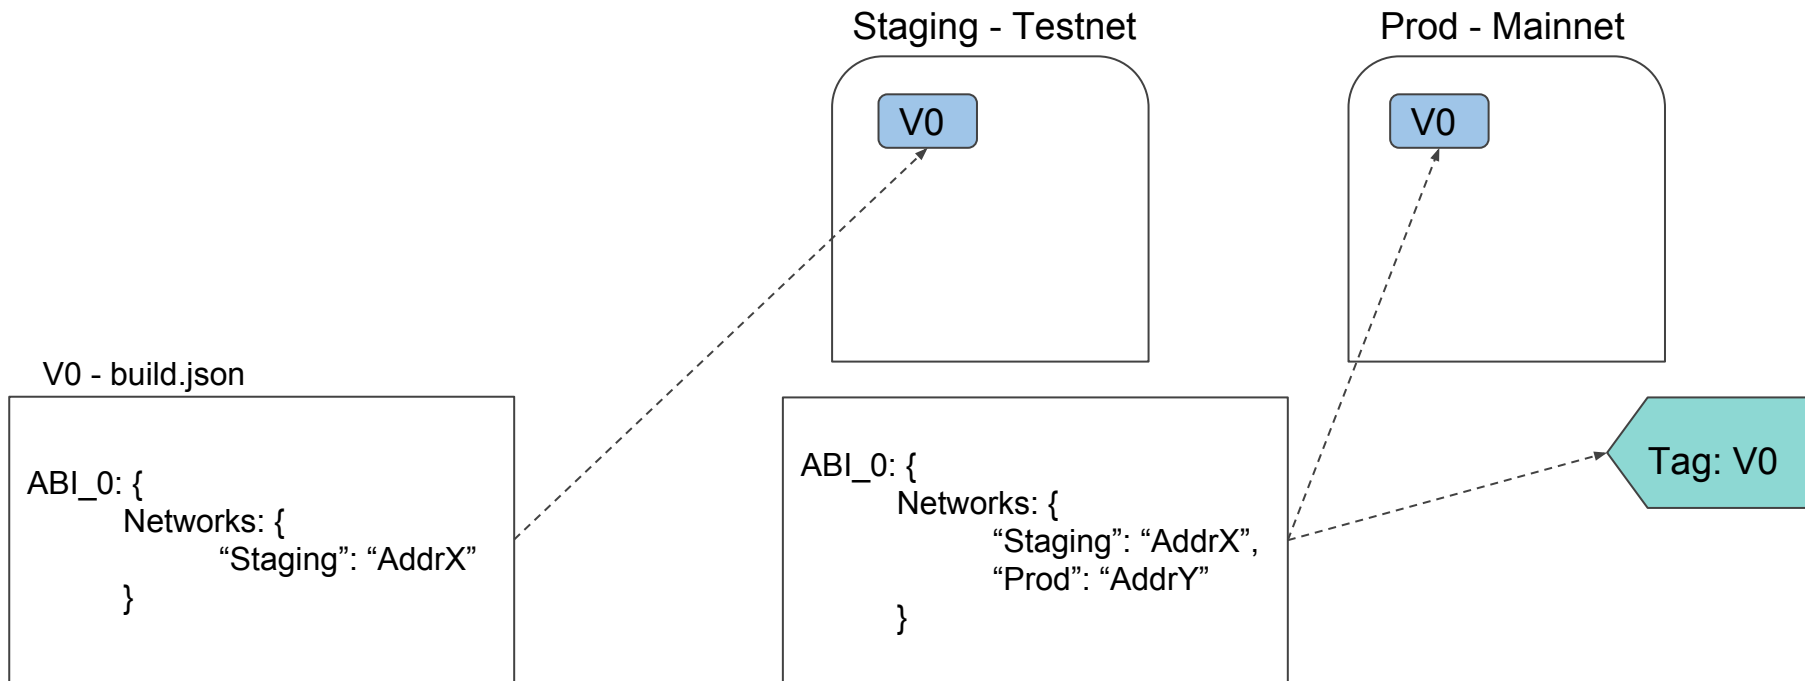 Staging - Testnet
Prod - Mainnet
V0
V0
V0 - build.json
ABI_0: {
Networks: {
“Staging”: “AddrX”
}
ABI_0: {
Networks: {
“Staging”: “AddrX”,
“Prod”: “AddrY”
}
Tag: V0